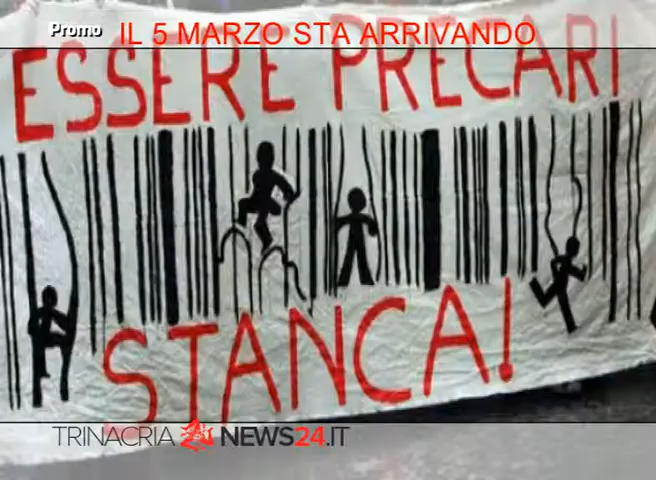 Promo
IL 5 MARZO STA ARRIVANDO
ESSERE PRECARI
STANCA!
TRINACRIA NEWS24.IT